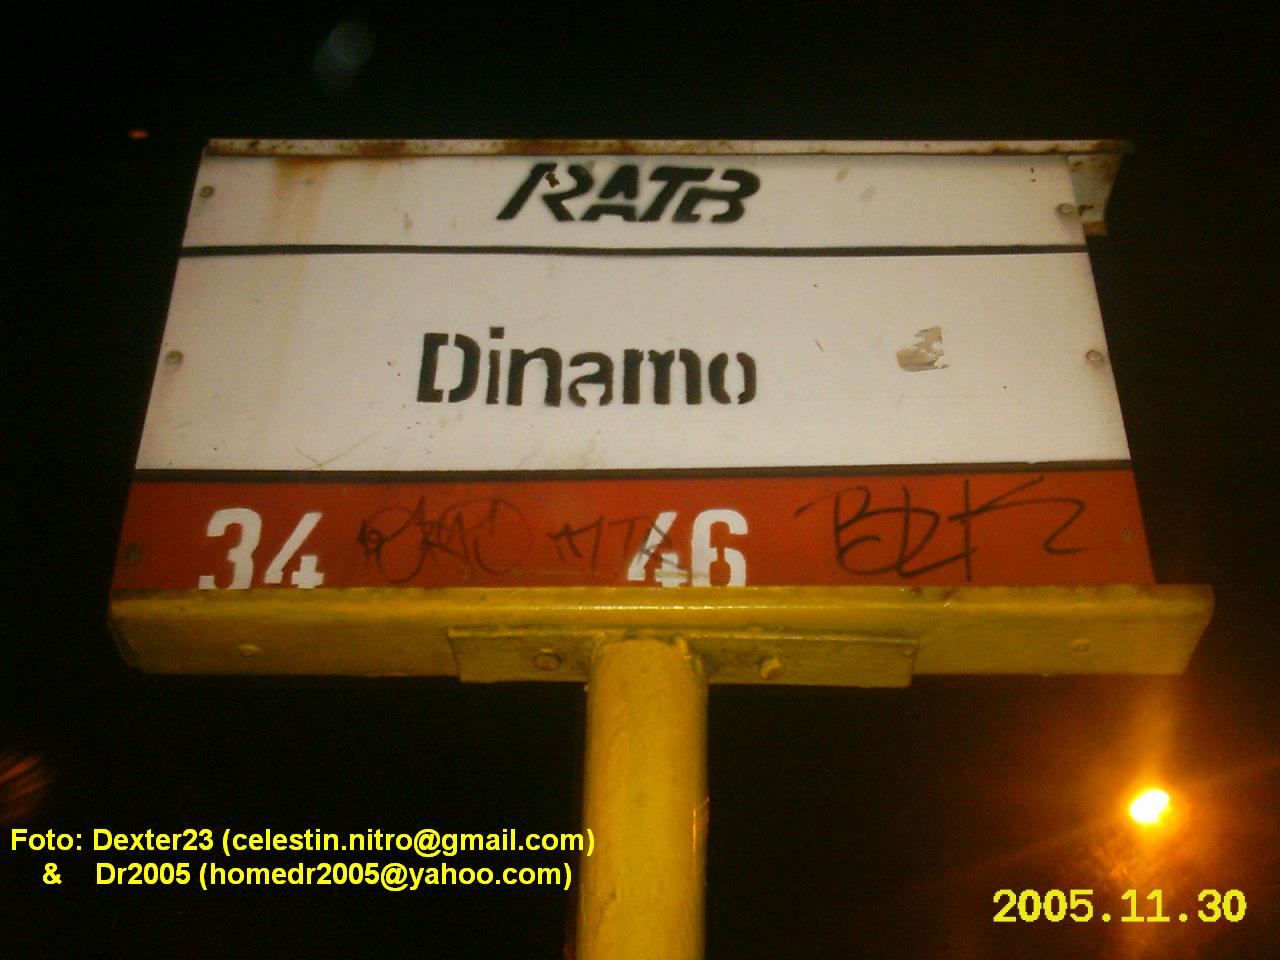 RATB
Dinamo
34 46
Foto: Dexter23 (celestin.nitro@gmail.com)
& Dr2005 (homedr2005@yahoo.com)
2005.11.30